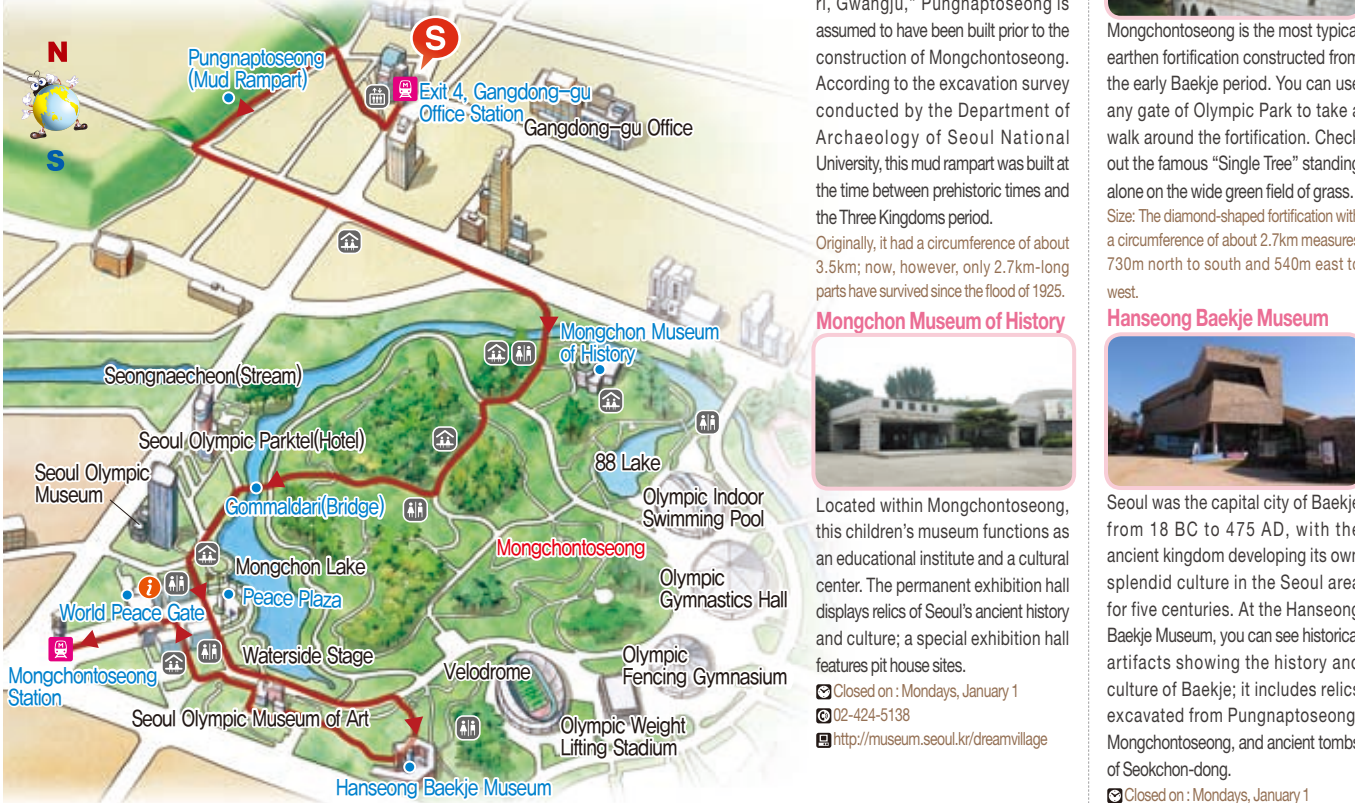 N
S
Pungnaptoseong
(Mud Rampart)
S
Exit 4, Gangdong-gu
Office Station
Gangdong-gu Office
Mongchon Museum
of History
Seongnaecheon(Stream)
Seoul Olympic Parktel(Hotel)
Seoul Olympic
Museum
Gommaldari(Bridge)
88 Lake
Olympic Indoor
Swimming Pool
Mongchontoseong
Mongchon Lake
Olympic
Gymnastics Hall
i
Peace Plaza
World Peace Gate
Waterside Stage
Mongchontoseong
Station
Velodrome
Olympic
Fencing Gymnasium
Seoul Olympic Museum of Art
Olympic Weight
Lifting Stadium
Hanseong Baekje Museum
ri, Gwangju," Pungnaptoseong is
assumed to have been built prior to the
construction of Mongchontoseong.
According to the excavation survey
conducted by the Department of
Archaeology of Seoul National
University, this mud rampart was built at
the time between prehistoric times and
the Three Kingdoms period.
Originally, it had a circumference of about
3.5km; now, however, only 2.7km-long
parts have survived since the flood of 1925.
Mongchon Museum of History
Located within Mongchontoseong,
this children's museum functions as
an educational institute and a cultural
center. The permanent exhibition hall
displays relics of Seoul's ancient history
and culture; a special exhibition hall
features pit house sites.
Closed on : Mondays, January 1
02-424-5138
http://museum.seoul.kr/dreamvillage
Mongchontoseong is the most typica
earthen fortification constructed from
the early Baekje period. You can use
any gate of Olympic Park to take a
walk around the fortification. Check
out the famous “Single Tree” standing
alone on the wide green field of grass.
Size: The diamond-shaped fortification with
a circumference of about 2.7km measures
730m north to south and 540m east to
west.
Hanseong Baekje Museum
Seoul was the capital city of Baekje
from 18 BC to 475 AD, with the
ancient kingdom developing its own
splendid culture in the Seoul area
for five centuries. At the Hanseong
Baekje Museum, you can see historica
artifacts showing the history and
culture of Baekje; it includes relics
excavated from Pungnaptoseong
Mongchontoseong, and ancient tombs
of Seokchon-dong.
Closed on : Mondays, January 1